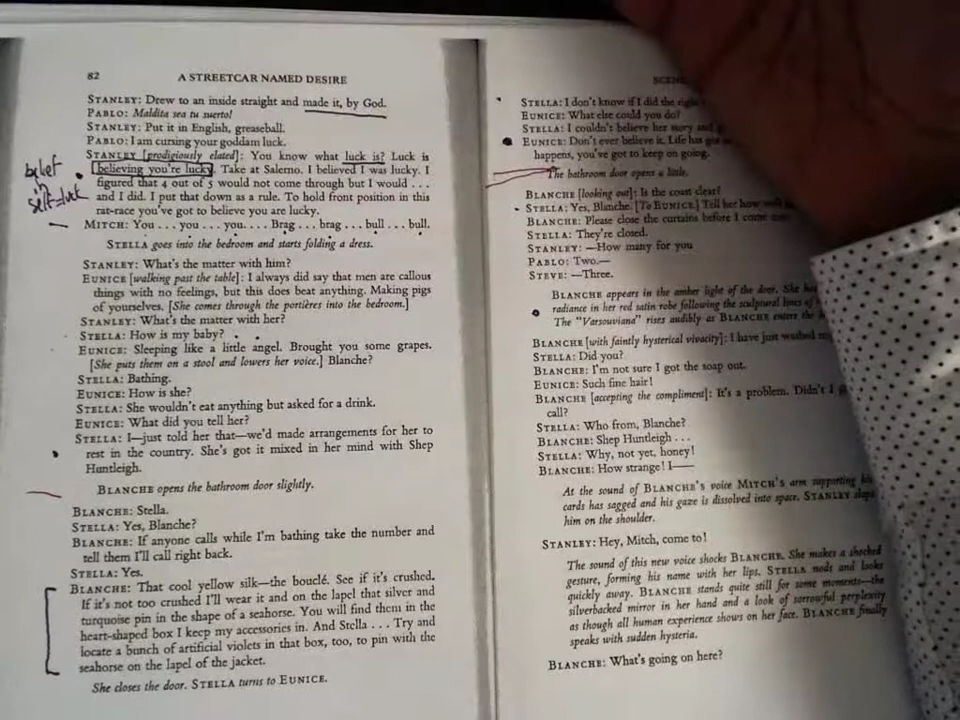 82 A STREETCAR NAMED DESIRE
STANLEY: Drew to an inside straight and made it, by God.
PABLO: Maldita sea tu suerto!
STANLEY: Put it in English, greaseball.
PABLO: I am cursing your goddam luck.
STANLEY [prodigiously elated]: You know what luck is? Luck is
believing you're lucky. Take at Salerno. I believed I was lucky. I
figured that 4 out of 5 would not come through but I would . . .
and I did. I put that down as a rule. To hold front position in this
rat-race you've got to believe you are lucky.
MITCH: You . . . you . . . you. . . . Brag . . . brag . . . bull . . . bull.
STELLA goes into the bedroom and starts folding a dress.
STANLEY: What's the matter with him?
EUNICE [walking past the table]: I always did say that men are callous
things with no feelings, but this does beat anything. Making pigs
of yourselves. [She comes through the portières into the bedroom.]
STANLEY: What's the matter with her?
STELLA: How is my baby?
EUNICE: Sleeping like a little angel. Brought you some grapes.
[She puts them on a stool and lowers her voice.] Blanche?
STELLA: Bathing.
EUNICE: How is she?
STELLA: She wouldn't eat anything but asked for a drink.
EUNICE: What did you tell her?
STELLA: I—just told her that—we'd made arrangements for her to
rest in the country. She's got it mixed in her mind with Shep
Huntleigh.
BLANCHE opens the bathroom door slightly.
BLANCHE: Stella.
STELLA: Yes, Blanche?
BLANCHE: If anyone calls while I'm bathing take the number and
tell them I'll call right back.
STELLA: Yes.
BLANCHE: That cool yellow silk—the bouclé. See if it's crushed.
If it's not too crushed I'll wear it and on the lapel that silver and
turquoise pin in the shape of a seahorse. You will find them in the
heart-shaped box I keep my accessories in. And Stella . . . Try and
locate a bunch of artificial violets in that box, too, to pin with the
seahorse on the lapel of the jacket.
She closes the door. STELLA turns to EUNICE.
belief
in
self=luck
SCENE
STELLA: I don't know if I did the right
EUNICE: What else could you do?
STELLA: I couldn't believe her story and g
EUNICE: Don't ever believe it. Life has got
happens, you've got to keep on going.
The bathroom door opens a little.
BLANCHE [looking out]: Is the coast clear?
STELLA: Yes, Blanche. [To EUNICE.] Tell her how well
BLANCHE: Please close the curtains before I come
STELLA: They're closed.
STANLEY: —How many for you
PABLO: Two.—
STEVE: —Three.
BLANCHE appears in the amber light of the door. She
radiance in her red satin robe following the sculptural lines of
The "Varsouviana" rises audibly as BLANCHE enters the
BLANCHE [with faintly hysterical vivacity]: I have just washed
STELLA: Did you?
BLANCHE: I'm not sure I got the soap out.
EUNICE: Such fine hair!
BLANCHE [accepting the compliment]: It's a problem. Didn't I
call?
STELLA: Who from, Blanche?
BLANCHE: Shep Huntleigh . . .
STELLA: Why, not yet, honey!
BLANCHE: How strange! I——
At the sound of BLANCHE's voice MITCH's arm supporting his
cards has sagged and his gaze is dissolved into space. STANLEY slaps
him on the shoulder.
STANLEY: Hey, Mitch, come to!
The sound of this new voice shocks BLANCHE. She makes a shocked
gesture, forming his name with her lips. STELLA nods and looks
quickly away. BLANCHE stands quite still for some moments—the
silverbacked mirror in her hand and a look of sorrowful perplexity
as though all human experience shows on her face. BLANCHE finally
speaks with sudden hysteria.
BLANCHE: What's going on here?